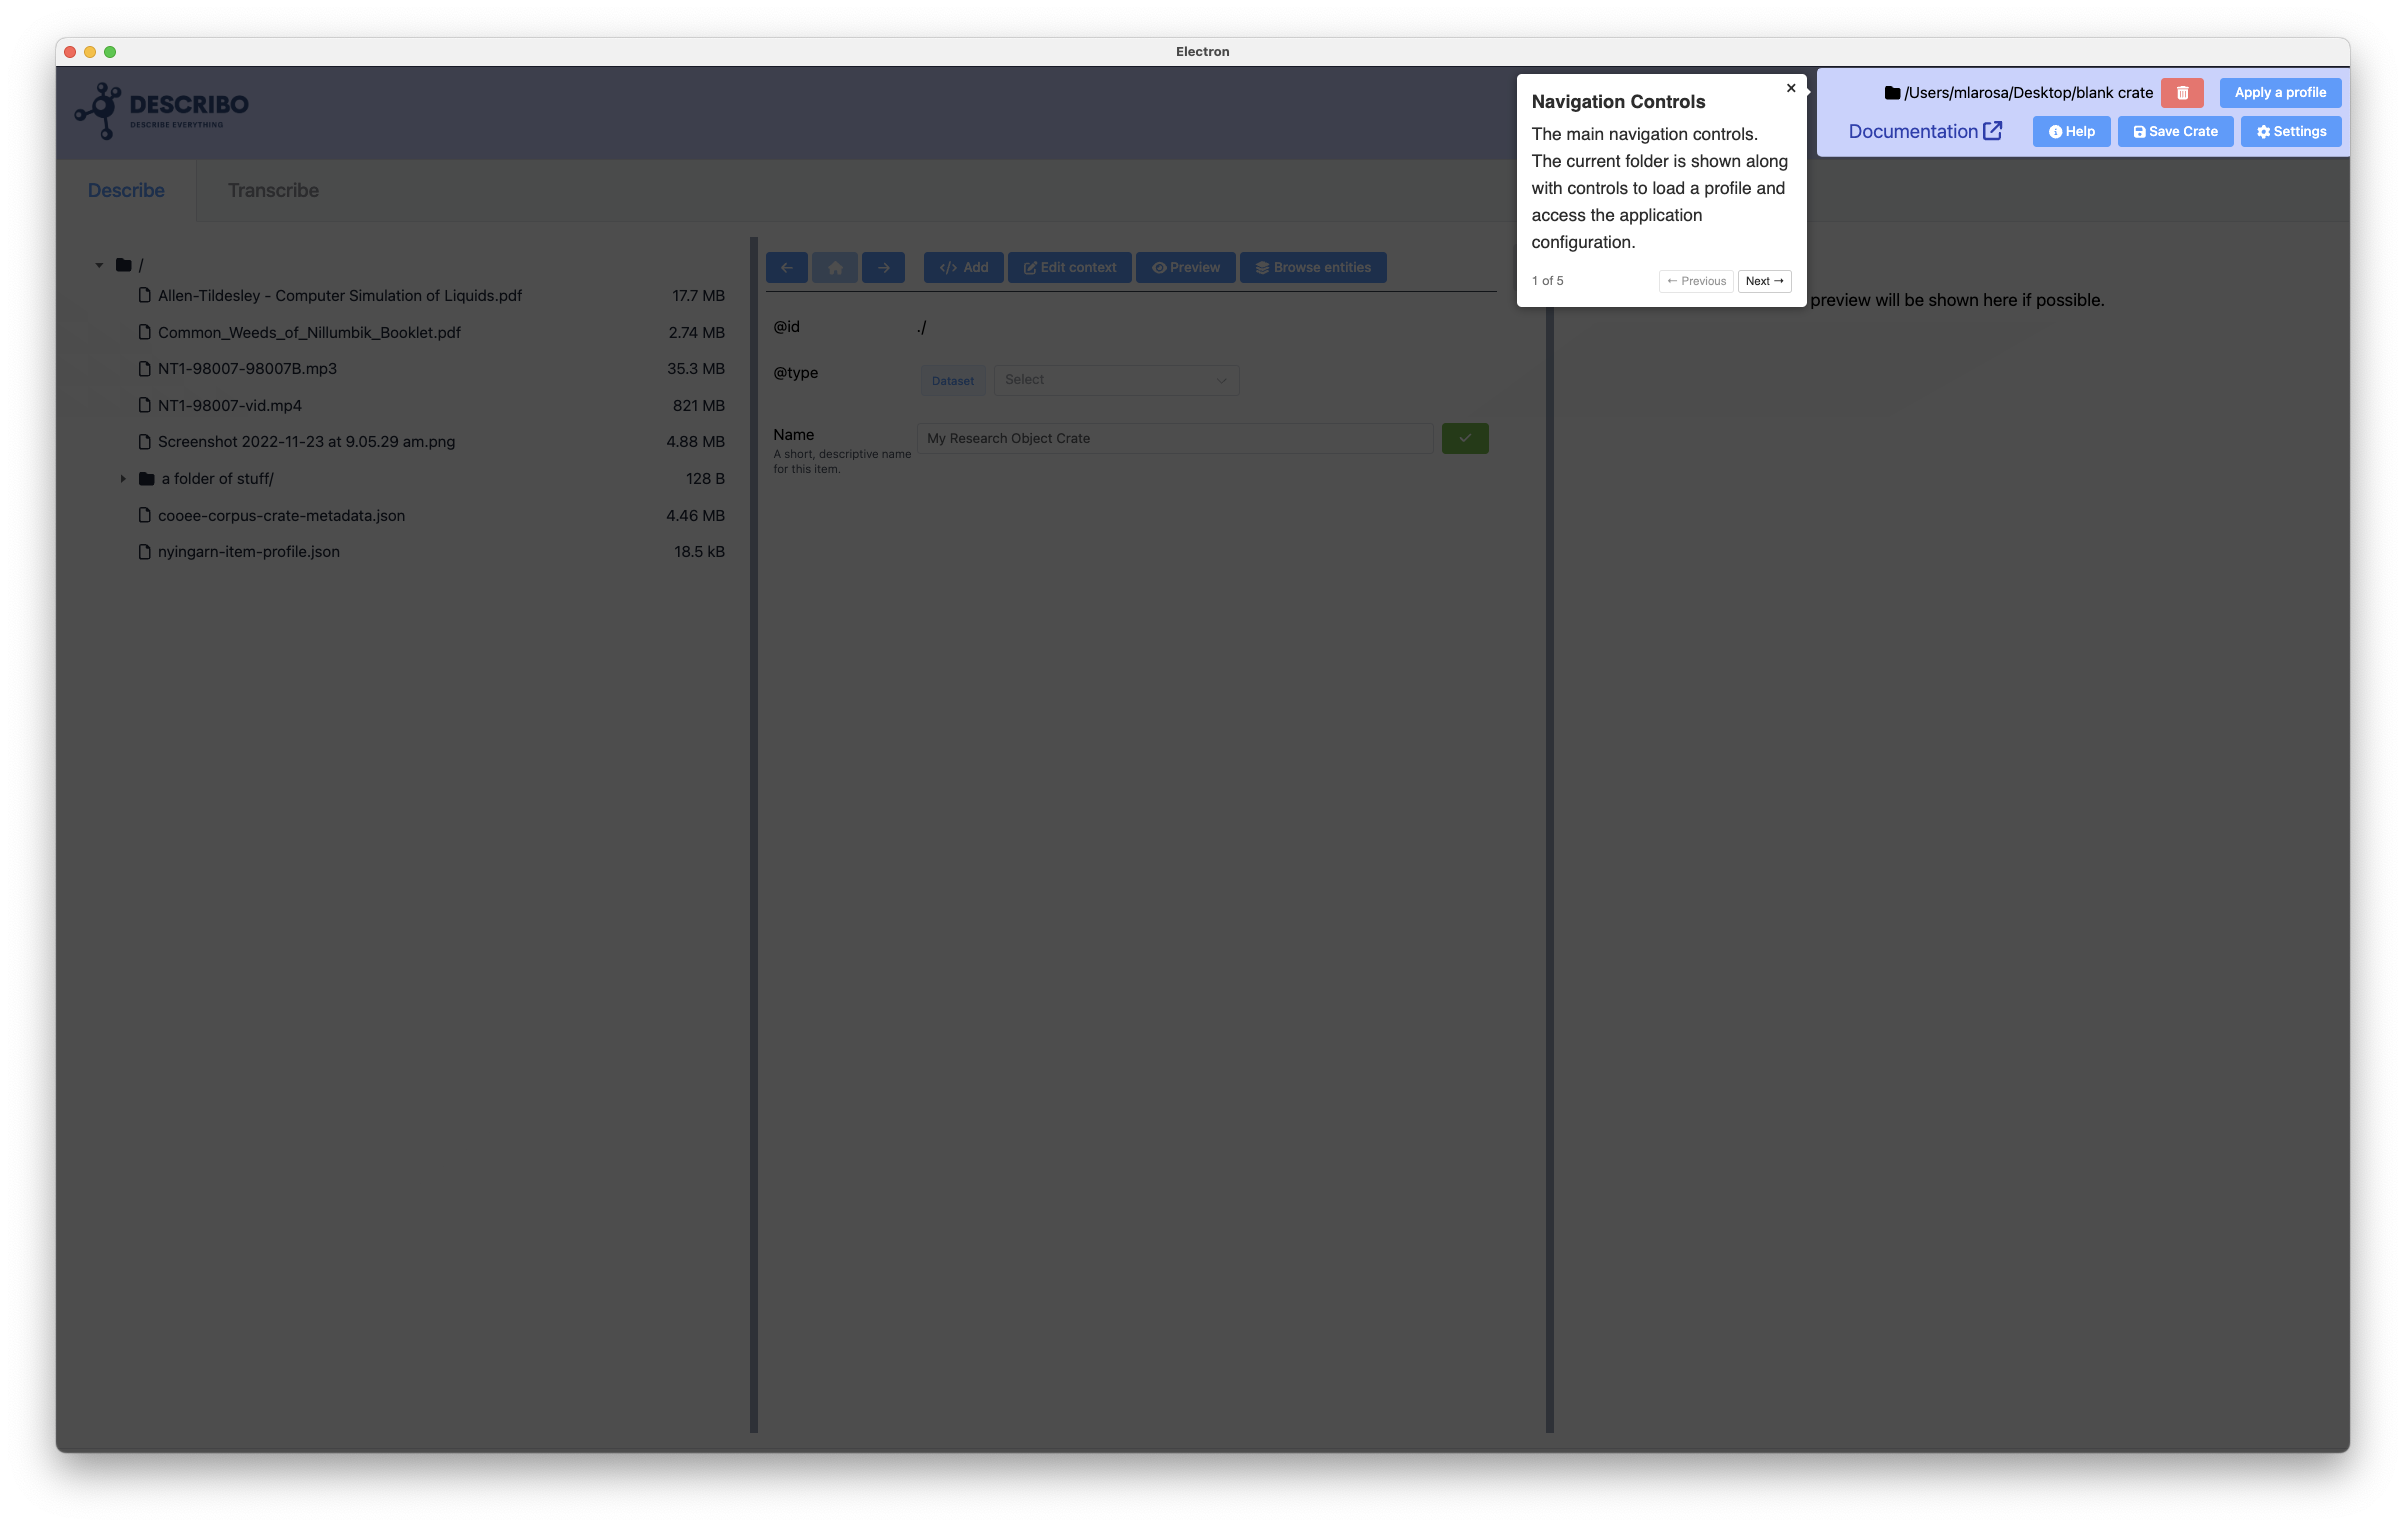 Electron
DESCRIBO
DESCRIBE EVERYTHING
Navigation Controls
The main navigation controls.
The current folder is shown along
with controls to load a profile and
access the application
configuration.
1 of 5
← Previous
Next →
/Users/mlarosa/Desktop/blank crate
Apply a profile
Documentation
Help
Save Crate
Settings
Describe
Transcribe
/
Allen-Tildesley - Computer Simulation of Liquids.pdf 17.7 MB
Common_Weeds_of_Nillumbik_Booklet.pdf 2.74 MB
NT1-98007-98007B.mp3 35.3 MB
NT1-98007-vid.mp4 821 MB
Screenshot 2022-11-23 at 9.05.29 am.png 4.88 MB
a folder of stuff/ 128 B
cooee-corpus-crate-metadata.json 4.46 MB
nyingarn-item-profile.json 18.5 kB
</> Add
Edit context
Preview
Browse entities
@id ./
@type Dataset Select
Name My Research Object Crate
A short, descriptive name
for this item.
preview will be shown here if possible.